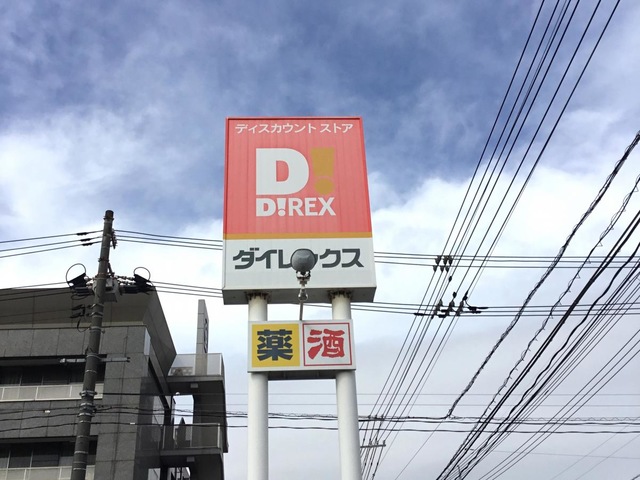 ディスカウント ストア
D!
D!REX
ダイレックス
薬 酒